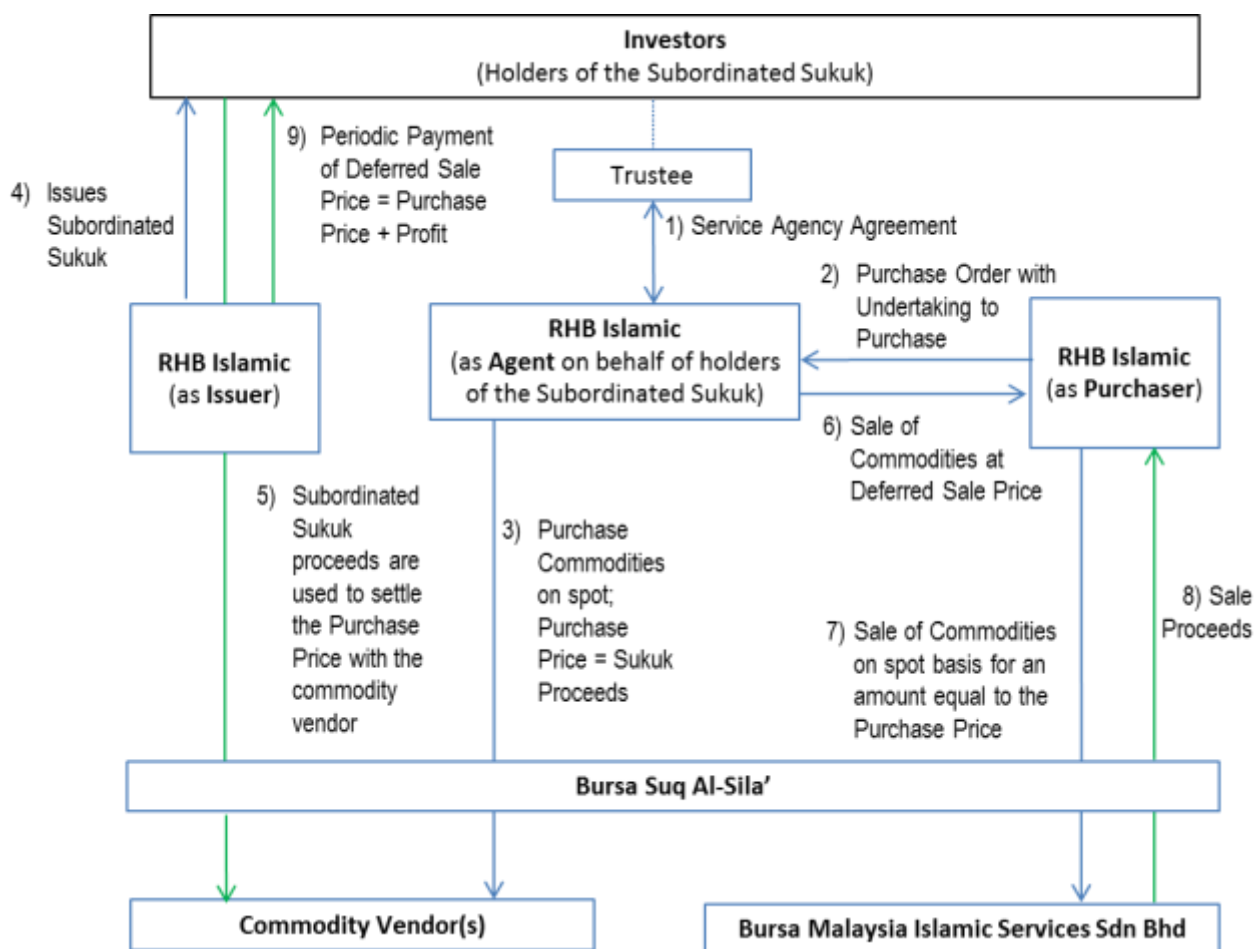 Investors
(Holders of the Subordinated Sukuk)
4) Issues
Subordinated
Sukuk
9) Periodic Payment
of Deferred Sale
Price = Purchase
Price + Profit
Trustee
1) Service Agency Agreement
2) Purchase Order with
Undertaking to
Purchase
RHB Islamic
(as Issuer)
RHB Islamic
(as Agent on behalf of holders
of the Subordinated Sukuk)
RHB Islamic
(as Purchaser)
6) Sale of
Commodities at
Deferred Sale Price
5) Subordinated
Sukuk
proceeds are
used to settle
the Purchase
Price with the
commodity
vendor
3) Purchase
Commodities
on spot;
Purchase
Price = Sukuk
Proceeds
7) Sale of Commodities
on spot basis for an
amount equal to the
Purchase Price
8) Sale
Proceeds
Bursa Suq Al-Sila’
Commodity Vendor(s)
Bursa Malaysia Islamic Services Sdn Bhd